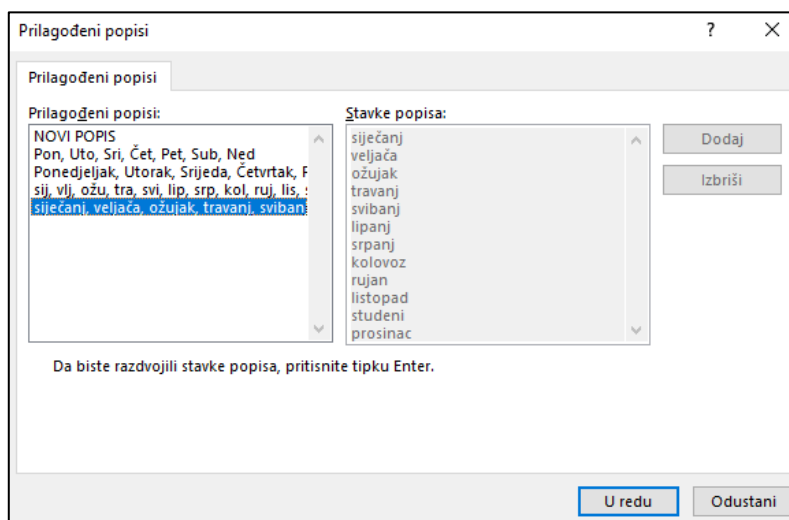 Prilagođeni popisi
?
Prilagođeni popisi
Prilagođeni popisi:
NOVI POPIS
Pon, Uto, Sri, Čet, Pet, Sub, Ned
Ponedjeljak, Utorak, Srijeda, Četvrtak, F
sij, vlj, ožu, tra, svi, lip, srp, kol, ruj, lis, s
siječanj, veljača, ožujak, travanj, svibanj
Stavke popisa:
siječanj
veljača
ožujak
travanj
svibanj
lipanj
srpanj
kolovoz
rujan
listopad
studeni
prosinac
Dodaj
Izbriši
Da biste razdvojili stavke popisa, pritisnite tipku Enter.
U redu
Odustani